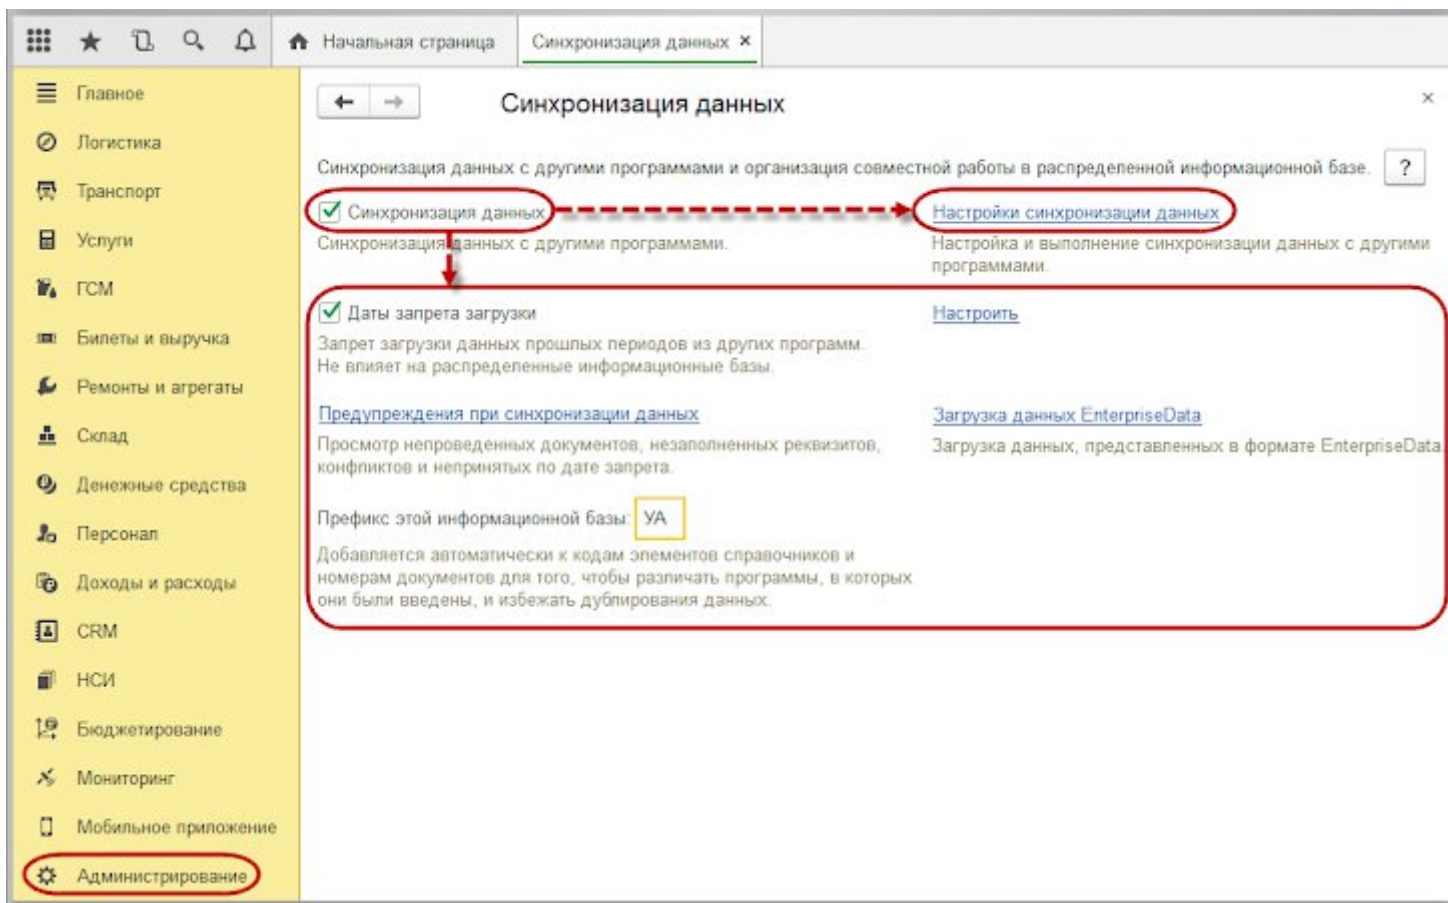 Начальная страница
Синхронизация данных ×
Главное
Логистика
Транспорт
Услуги
ГСМ
Билеты и выручка
Ремонты и агрегаты
Склад
Денежные средства
Персонал
Доходы и расходы
CRM
НСИ
Бюджетирование
Мониторинг
Мобильное приложение
Администрирование
Синхронизация данных
Синхронизация данных с другими программами и организация совместной работы в распределенной информационной базе. ?
Синхронизация данных
Настройки синхронизации данных
Синхронизация данных с другими программами.
Настройка и выполнение синхронизации данных с другими
программами.
Даты запрета загрузки
Настроить
Запрет загрузки данных прошлых периодов из других программ.
Не влияет на распределенные информационные базы.
Предупреждения при синхронизации данных
Загрузка данных EnterpriseData
Просмотр непроведенных документов, незаполненных реквизитов,
конфликтов и непринятых по дате запрета.
Загрузка данных, представленных в формате EnterpriseData.
Префикс этой информационной базы: УА
Добавляется автоматически к кодам элементов справочников и
номерам документов для того, чтобы различать программы, в которых
они были введены, и избежать дублирования данных.